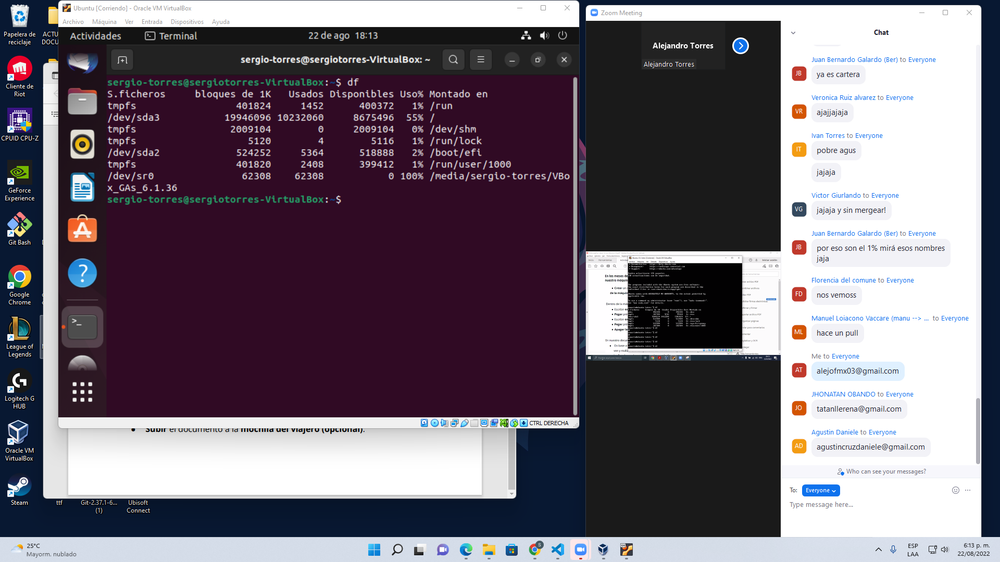 Papelera de reciclaje
ACTU
DOCU
Cliente de Riot
CPUID CPU-Z
GeForce Experience
Git Bash
Google Chrome
League of Legends
Logitech G HUB
Oracle VM VirtualBox
Steam
ttf
Git-2.37.1-6... (1)
Ubisoft Connect
Ubuntu [Corriendo] - Oracle VM VirtualBox
Archivo Máquina Ver Entrada Dispositivos Ayuda
Actividades Terminal 22 de ago 18:13
sergio-torres@sergiotorres-VirtualBox: ~
sergio-torres@sergiotorres-VirtualBox:~$ df
S.ficheros bloques de 1K Usados Disponibles Uso% Montado en
tmpfs 401824 1452 400372 1% /run
/dev/sda3 19946096 10232060 8675496 55% /
tmpfs 2009104 0 2009104 0% /dev/shm
tmpfs 5120 4 5116 1% /run/lock
/dev/sda2 524252 5364 518888 2% /boot/efi
tmpfs 401820 2408 399412 1% /run/user/1000
/dev/sr0 62308 62308 0 100% /media/sergio-torres/VBo
x_GAs_6.1.36
sergio-torres@sergiotorres-VirtualBox:~$
CTRL DERECHA
Subir el documento a la mochila del viajero (opcional).
Zoom Meeting
Alejandro Torres
Alejandro Torres
Chat
Juan Bernardo Galardo (Ber) to Everyone
JB
ya es cartera
Veronica Ruiz alvarez to Everyone
VR
ajajjajaja
Ivan Torres to Everyone
IT
pobre agus
jajaja
Victor Giurlando to Everyone
VG
jajaja y sin mergear!
Juan Bernardo Galardo (Ber) to Everyone
JB
por eso son el 1% mirá esos nombres
jaja
Florencia del comune to Everyone
FD
nos vemoss
Manuel Loiacono Vaccare (manu --> ... to Everyone
ML
hace un pull
Me to Everyone
AT
alejofmx03@gmail.com
JHONATAN OBANDO to Everyone
JO
tatanllerena@gmail.com
Agustin Daniele to Everyone
AD
agustincruzdaniele@gmail.com
Who can see your messages?
To: Everyone
Type message here...
25°C
Mayorm. nublado
S
64
ESP
LAA
6:13 p. m.
22/08/2022